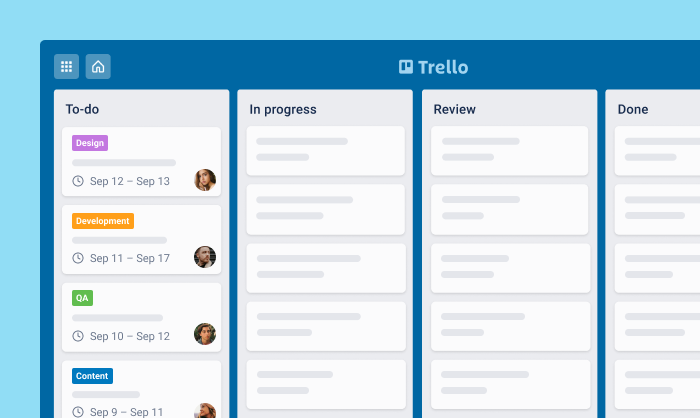 Trello
To-do
Design
Sep 12 – Sep 13
Development
Sep 11 – Sep 17
QA
Sep 10 – Sep 12
Content
Sep 9 – Sep 11
In progress
Review
Done